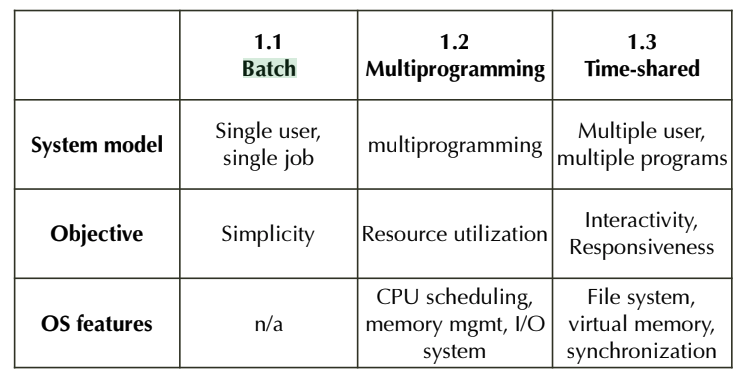 1.1
Batch
1.2
Multiprogramming
1.3
Time-shared
System model
Single user,
single job
multiprogramming
Multiple user,
multiple programs
Objective
Simplicity
Resource utilization
Interactivity,
Responsiveness
OS features
n/a
CPU scheduling,
memory mgmt, I/O
system
File system,
virtual memory,
synchronization